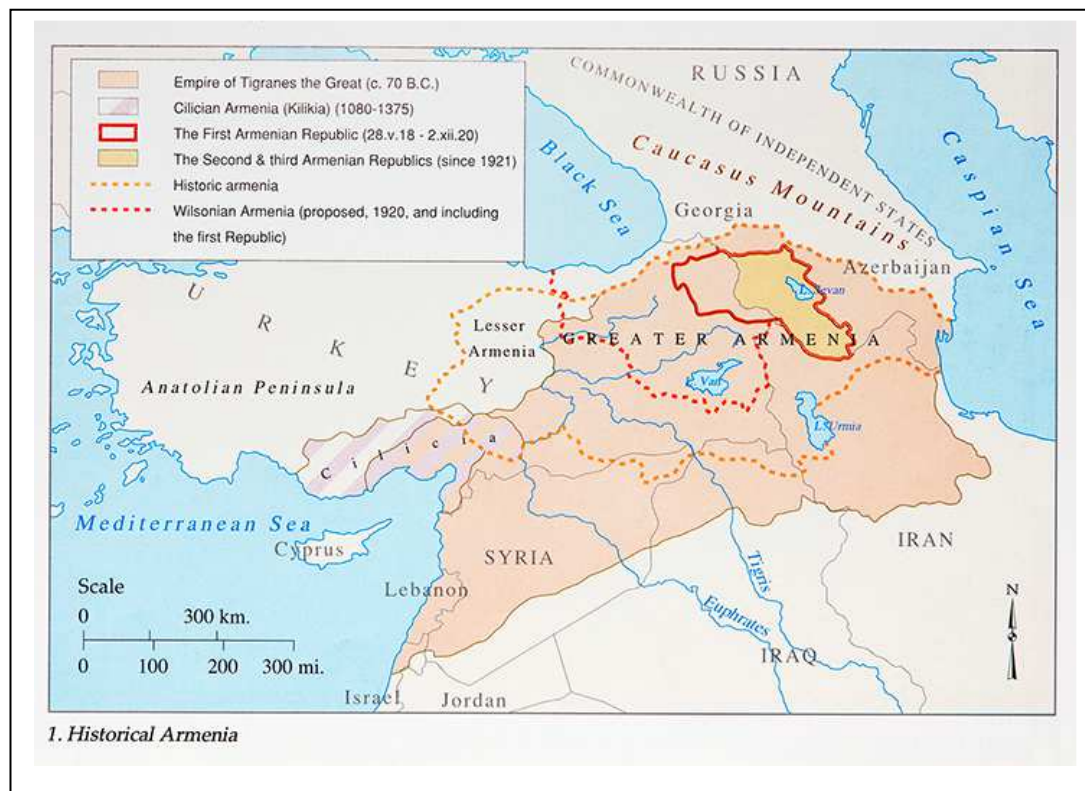 Empire of Tigranes the Great (c. 70 B.C.)
Cilician Armenia (Kilikia) (1080-1375)
The First Armenian Republic (28.v.18 - 2.xii.20)
The Second & third Armenian Republics (since 1921)
Historic armenia
Wilsonian Armenia (proposed, 1920, and including
the first Republic)
RUSSIA
COMMONWEALTH OF INDEPENDENT STATES
Caucasus Mountains
Black Sea
Caspian Sea
Georgia
Azerbaijan
L. Sevan
URKEY
Lesser
Armenia
GREATER ARMENIA
Anatolian Peninsula
L. Van
L. Urmia
Cilicia
Mediterranean Sea
Cyprus
SYRIA
IRAN
Lebanon
Tigris
Euphrates
IRAQ
Israel
Jordan
Scale
0 300 km.
0 100 200 300 mi.
N
1. Historical Armenia